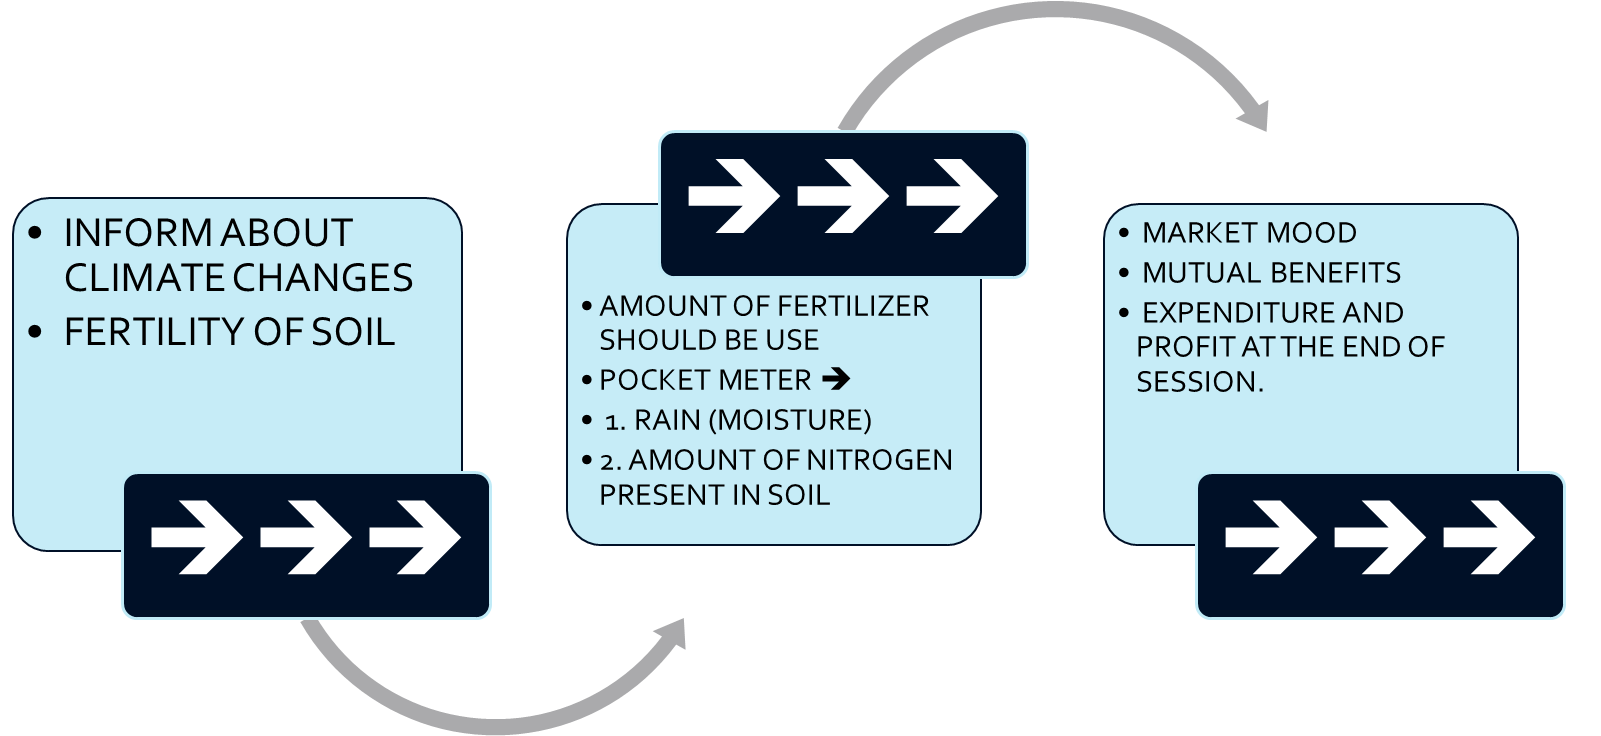 • INFORM ABOUT
CLIMATE CHANGES
• FERTILITY OF SOIL
• AMOUNT OF FERTILIZER
SHOULD BE USE
• POCKET METER ➔
• 1. RAIN (MOISTURE)
• 2. AMOUNT OF NITROGEN
PRESENT IN SOIL
• MARKET MOOD
• MUTUAL BENEFITS
• EXPENDITURE AND
PROFIT AT THE END OF
SESSION.